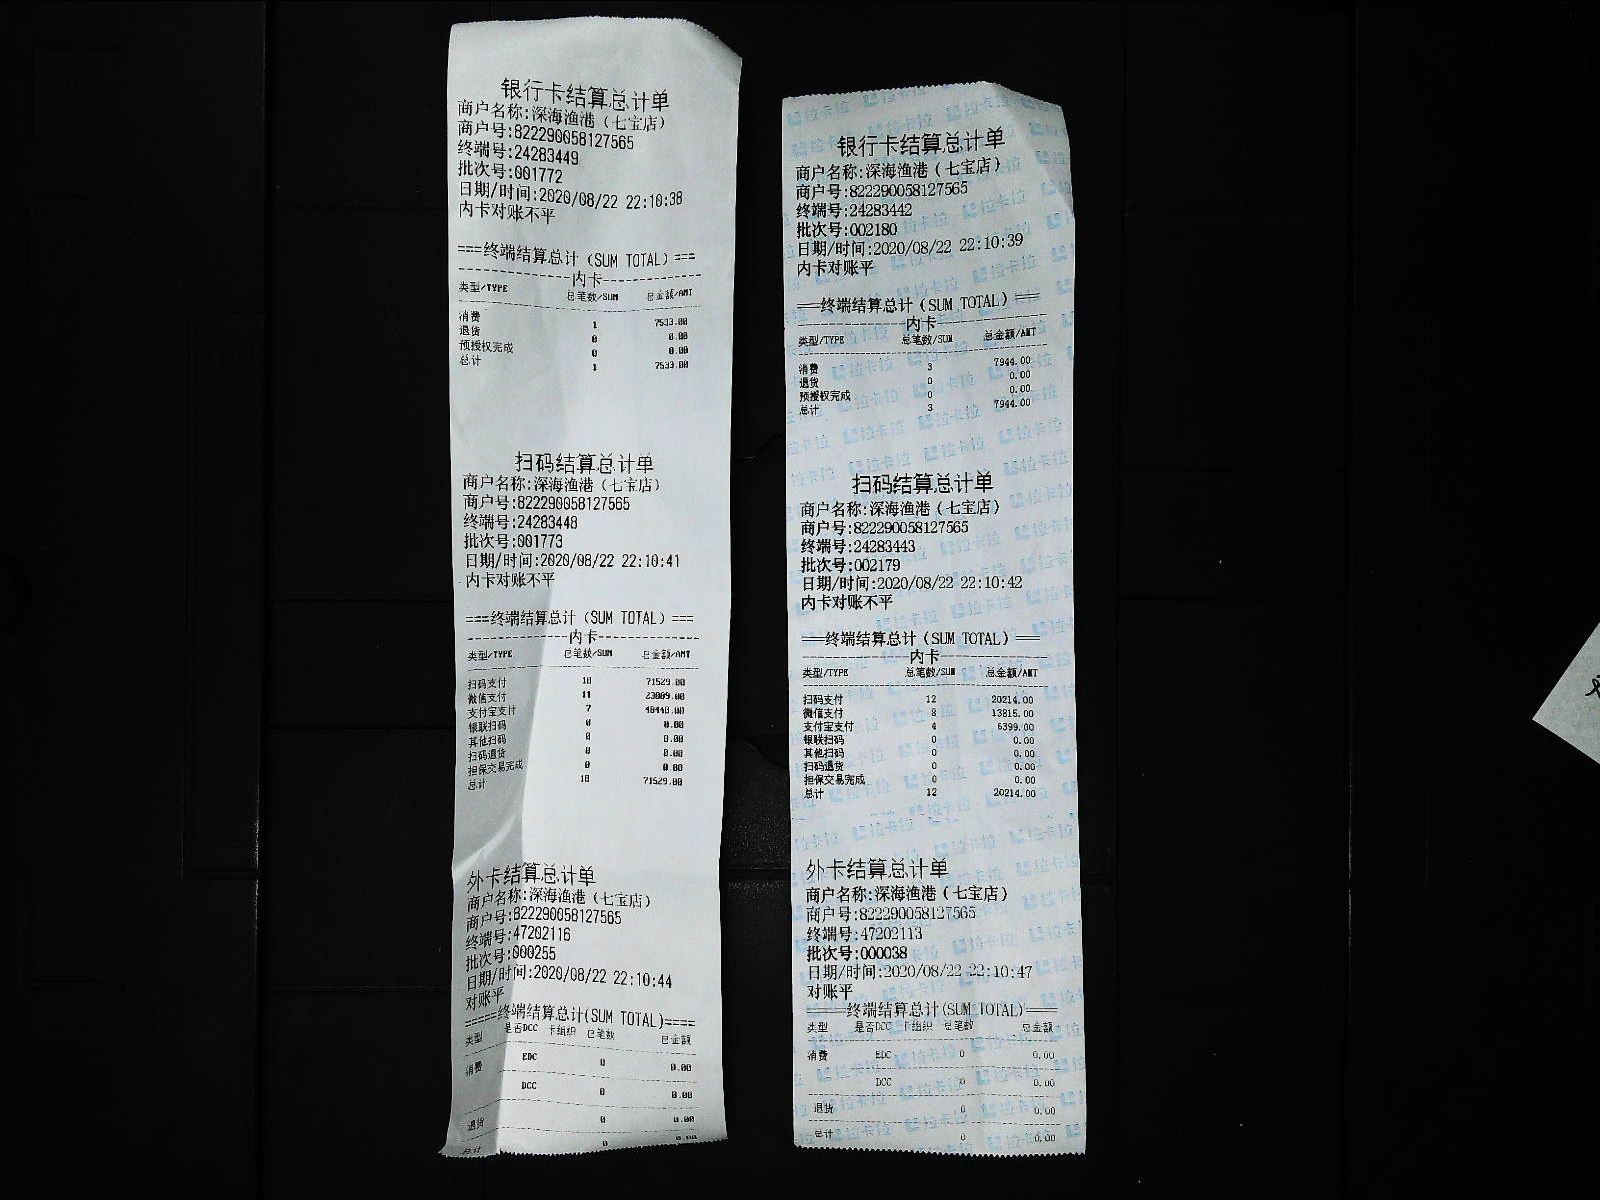 银行卡结算总计单
商户名称:深海渔港（七宝店）
商户号:822290058127565
终端号:24283449
批次号:001772
日期/时间:2020/08/22 22:10:38
内卡对账不平
===终端结算总计（SUM TOTAL）===
内卡
类型/TYPE 总笔数/SUM 总金额/AMT
消费 1 7533.00
退货 0 0.00
预授权完成 0 0.00
总计 1 7533.00
扫码结算总计单
商户名称:深海渔港（七宝店）
商户号:822290058127565
终端号:24283448
批次号:001773
日期/时间:2020/08/22 22:10:41
内卡对账不平
===终端结算总计（SUM TOTAL）===
内卡
类型/TYPE 总笔数/SUM 总金额/AMT
扫码支付 18 71529.00
微信支付 11
支付宝支付 7
银联扫码 0 0.00
其他扫码 0 0.00
扫码退货 0 0.00
担保交易完成 0 0.00
总计 18 71529.00
外卡结算总计单
商户名称:深海渔港（七宝店）
商户号:822290058127565
终端号:47202116
批次号:000255
日期/时间:2020/08/22 22:10:44
对账平
=====终端结算总计(SUM TOTAL)====
类型 是否DCC 卡组织 总笔数 总金额
消费 EDC 0 0.00
DCC 0 0.00
退货 0 0.00
总计 0 0.00
银行卡结算总计单
商户名称:深海渔港（七宝店）
商户号:822290058127565
终端号:24283442
批次号:002180
日期/时间:2020/08/22 22:10:39
内卡对账平
===终端结算总计（SUM TOTAL）===
内卡
类型/TYPE 总笔数/SUM 总金额/AMT
消费 3 7944.00
退货 0 0.00
预授权完成 0 0.00
总计 3 7944.00
扫码结算总计单
商户名称:深海渔港（七宝店）
商户号:822290058127565
终端号:24283443
批次号:002179
日期/时间:2020/08/22 22:10:42
内卡对账不平
===终端结算总计（SUM TOTAL）===
内卡
类型/TYPE 总笔数/SUM 总金额/AMT
扫码支付 12 20214.00
微信支付 8 13815.00
支付宝支付 4 6399.00
银联扫码 0 0.00
其他扫码 0 0.00
扫码退货 0 0.00
担保交易完成 0 0.00
总计 12 20214.00
外卡结算总计单
商户名称:深海渔港（七宝店）
商户号:822290058127565
终端号:47202113
批次号:000038
日期/时间:2020/08/22 22:10:47
对账平
=====终端结算总计(SUM TOTAL)====
类型 是否DCC 卡组织 总笔数 总金额
消费 EDC 0 0.00
DCC 0 0.00
退货 0 0.00
总计 0 0.00